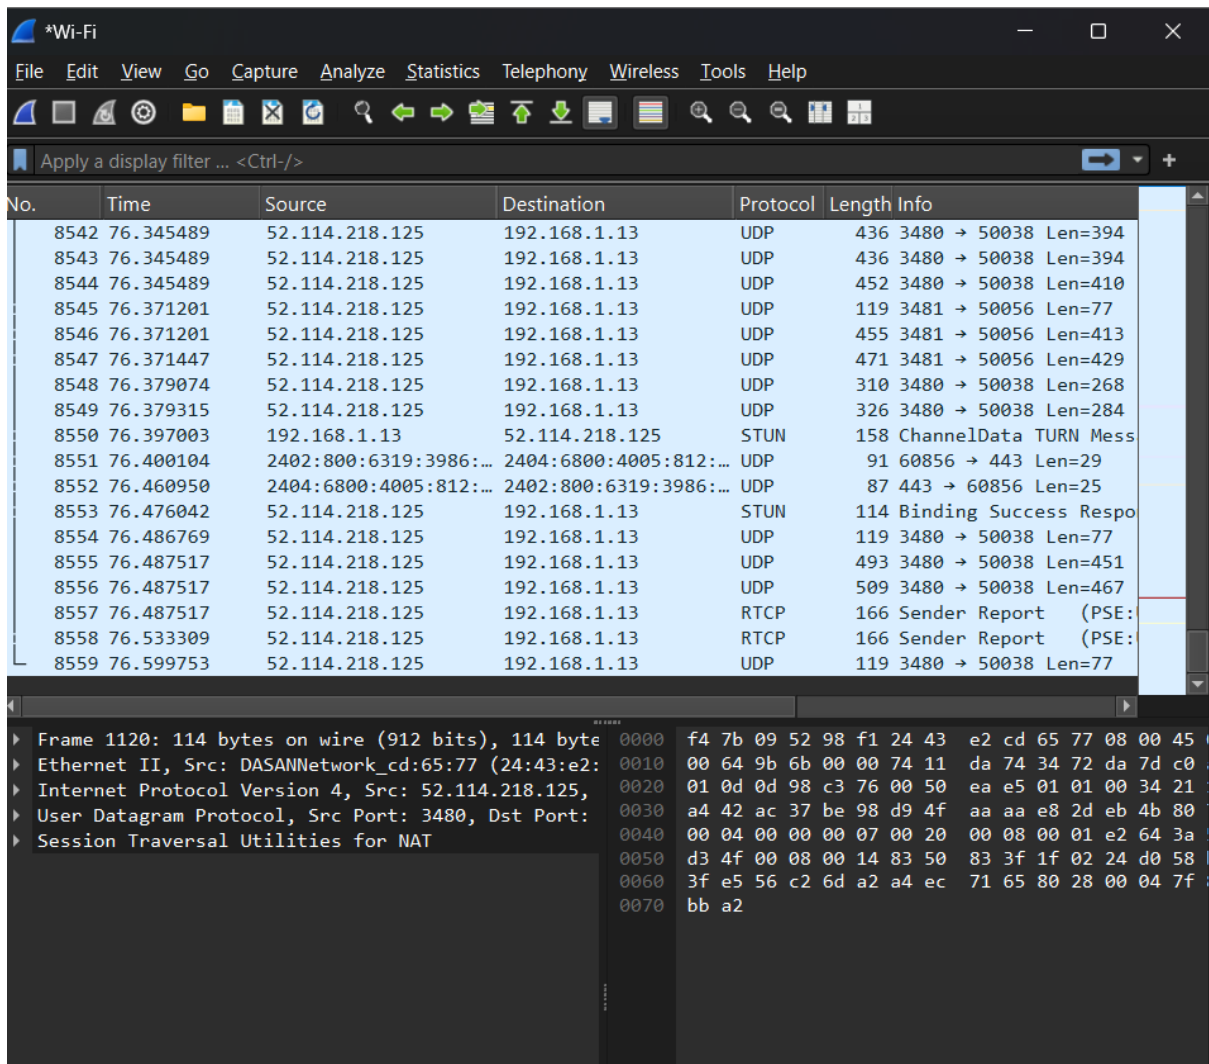 *Wi-Fi
File Edit View Go Capture Analyze Statistics Telephony Wireless Tools Help
Apply a display filter ... <Ctrl-/>
No. Time Source Destination Protocol Length Info
8542 76.345489 52.114.218.125 192.168.1.13 UDP 436 3480 → 50038 Len=394
8543 76.345489 52.114.218.125 192.168.1.13 UDP 436 3480 → 50038 Len=394
8544 76.345489 52.114.218.125 192.168.1.13 UDP 452 3480 → 50038 Len=410
8545 76.371201 52.114.218.125 192.168.1.13 UDP 119 3481 → 50056 Len=77
8546 76.371201 52.114.218.125 192.168.1.13 UDP 455 3481 → 50056 Len=413
8547 76.371447 52.114.218.125 192.168.1.13 UDP 471 3481 → 50056 Len=429
8548 76.379074 52.114.218.125 192.168.1.13 UDP 310 3480 → 50038 Len=268
8549 76.379315 52.114.218.125 192.168.1.13 UDP 326 3480 → 50038 Len=284
8550 76.397003 192.168.1.13 52.114.218.125 STUN 158 ChannelData TURN Mess
8551 76.400104 2402:800:6319:3986:… 2404:6800:4005:812:… UDP 91 60856 → 443 Len=29
8552 76.460950 2404:6800:4005:812:… 2402:800:6319:3986:… UDP 87 443 → 60856 Len=25
8553 76.476042 52.114.218.125 192.168.1.13 STUN 114 Binding Success Respo
8554 76.486769 52.114.218.125 192.168.1.13 UDP 119 3480 → 50038 Len=77
8555 76.487517 52.114.218.125 192.168.1.13 UDP 493 3480 → 50038 Len=451
8556 76.487517 52.114.218.125 192.168.1.13 UDP 509 3480 → 50038 Len=467
8557 76.487517 52.114.218.125 192.168.1.13 RTCP 166 Sender Report (PSE:
8558 76.533309 52.114.218.125 192.168.1.13 RTCP 166 Sender Report (PSE:
8559 76.599753 52.114.218.125 192.168.1.13 UDP 119 3480 → 50038 Len=77
Frame 1120: 114 bytes on wire (912 bits), 114 byte
Ethernet II, Src: DASANNetwork_cd:65:77 (24:43:e2:
Internet Protocol Version 4, Src: 52.114.218.125,
User Datagram Protocol, Src Port: 3480, Dst Port:
Session Traversal Utilities for NAT
0000 f4 7b 09 52 98 f1 24 43 e2 cd 65 77 08 00 45
0010 00 64 9b 6b 00 00 74 11 da 74 34 72 da 7d c0
0020 01 0d 0d 98 c3 76 00 50 ea e5 01 01 00 34 21
0030 a4 42 ac 37 be 98 d9 4f aa aa e8 2d eb 4b 80
0040 00 04 00 00 00 07 00 20 00 08 00 01 e2 64 3a
0050 d3 4f 00 08 00 14 83 50 83 3f 1f 02 24 d0 58
0060 3f e5 56 c2 6d a2 a4 ec 71 65 80 28 00 04 7f
0070 bb a2